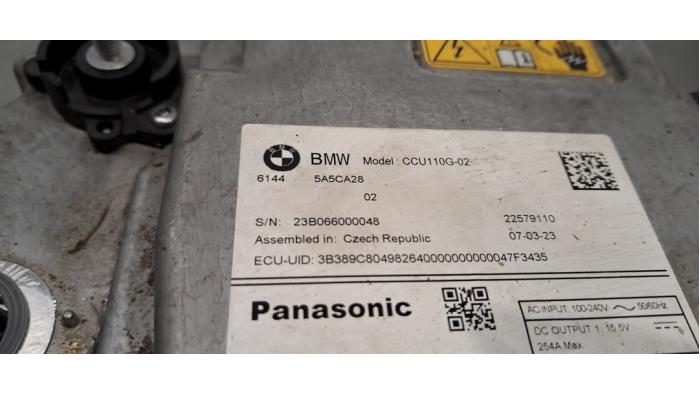 BMW Model : CCU110G-02
6144 5A5CA28
02
S/N: 23B066000048 22579110
Assembled in: Czech Republic 07-03-23
ECU-UID: 3B389C80498264000000000000047F3435
Panasonic
AC INPUT: 100-240V 50/60Hz
DC OUTPUT 1: 15.5V
254A Max.